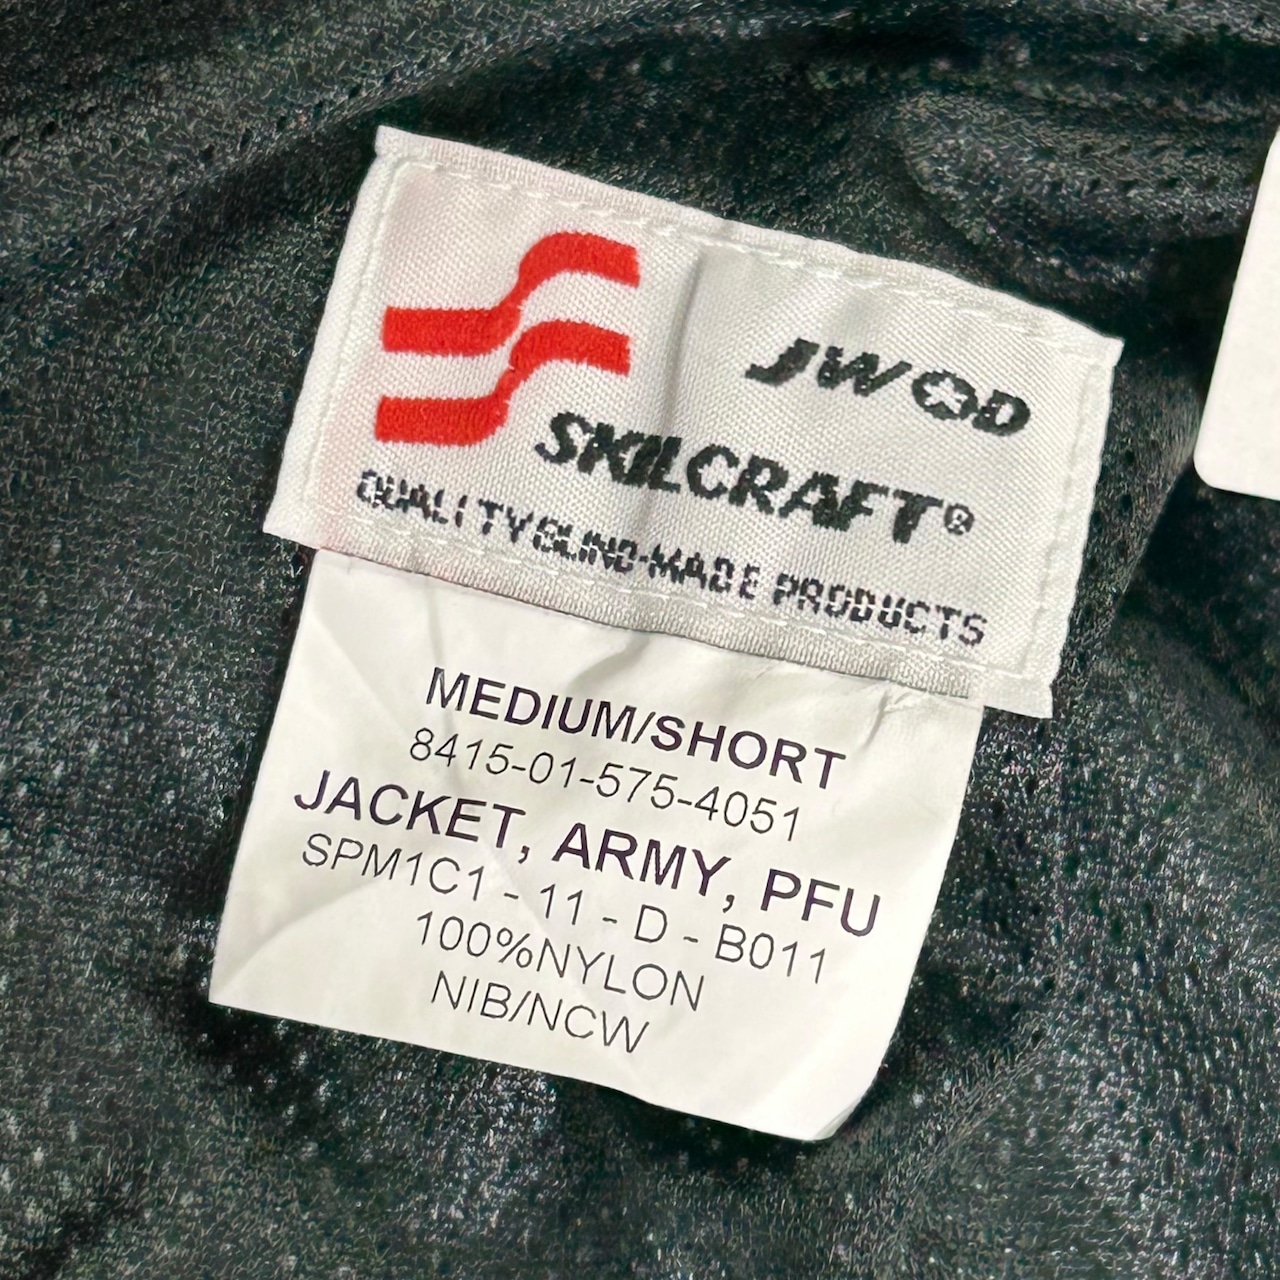 JWOD
SKILCRAFT®
QUALITY BLIND-MADE PRODUCTS
MEDIUM/SHORT
8415-01-575-4051
JACKET, ARMY, PFU
SPM1C1 - 11 - D - B011
100%NYLON
NIB/NCW